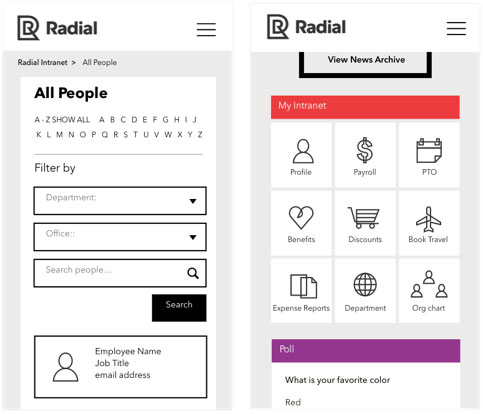 Radial
Radial Intranet > All People
All People
A - Z SHOW ALL A B C D E F G H I J
K L M N O P Q R S T U V W X Y Z
Filter by
Department:
Office::
Search people...
Search
Employee Name
Job Title
email address
Radial
View News Archive
My Intranet
Profile Payroll PTO
Benefits Discounts Book Travel
Expense Reports Department Org chart
Poll
What is your favorite color
Red